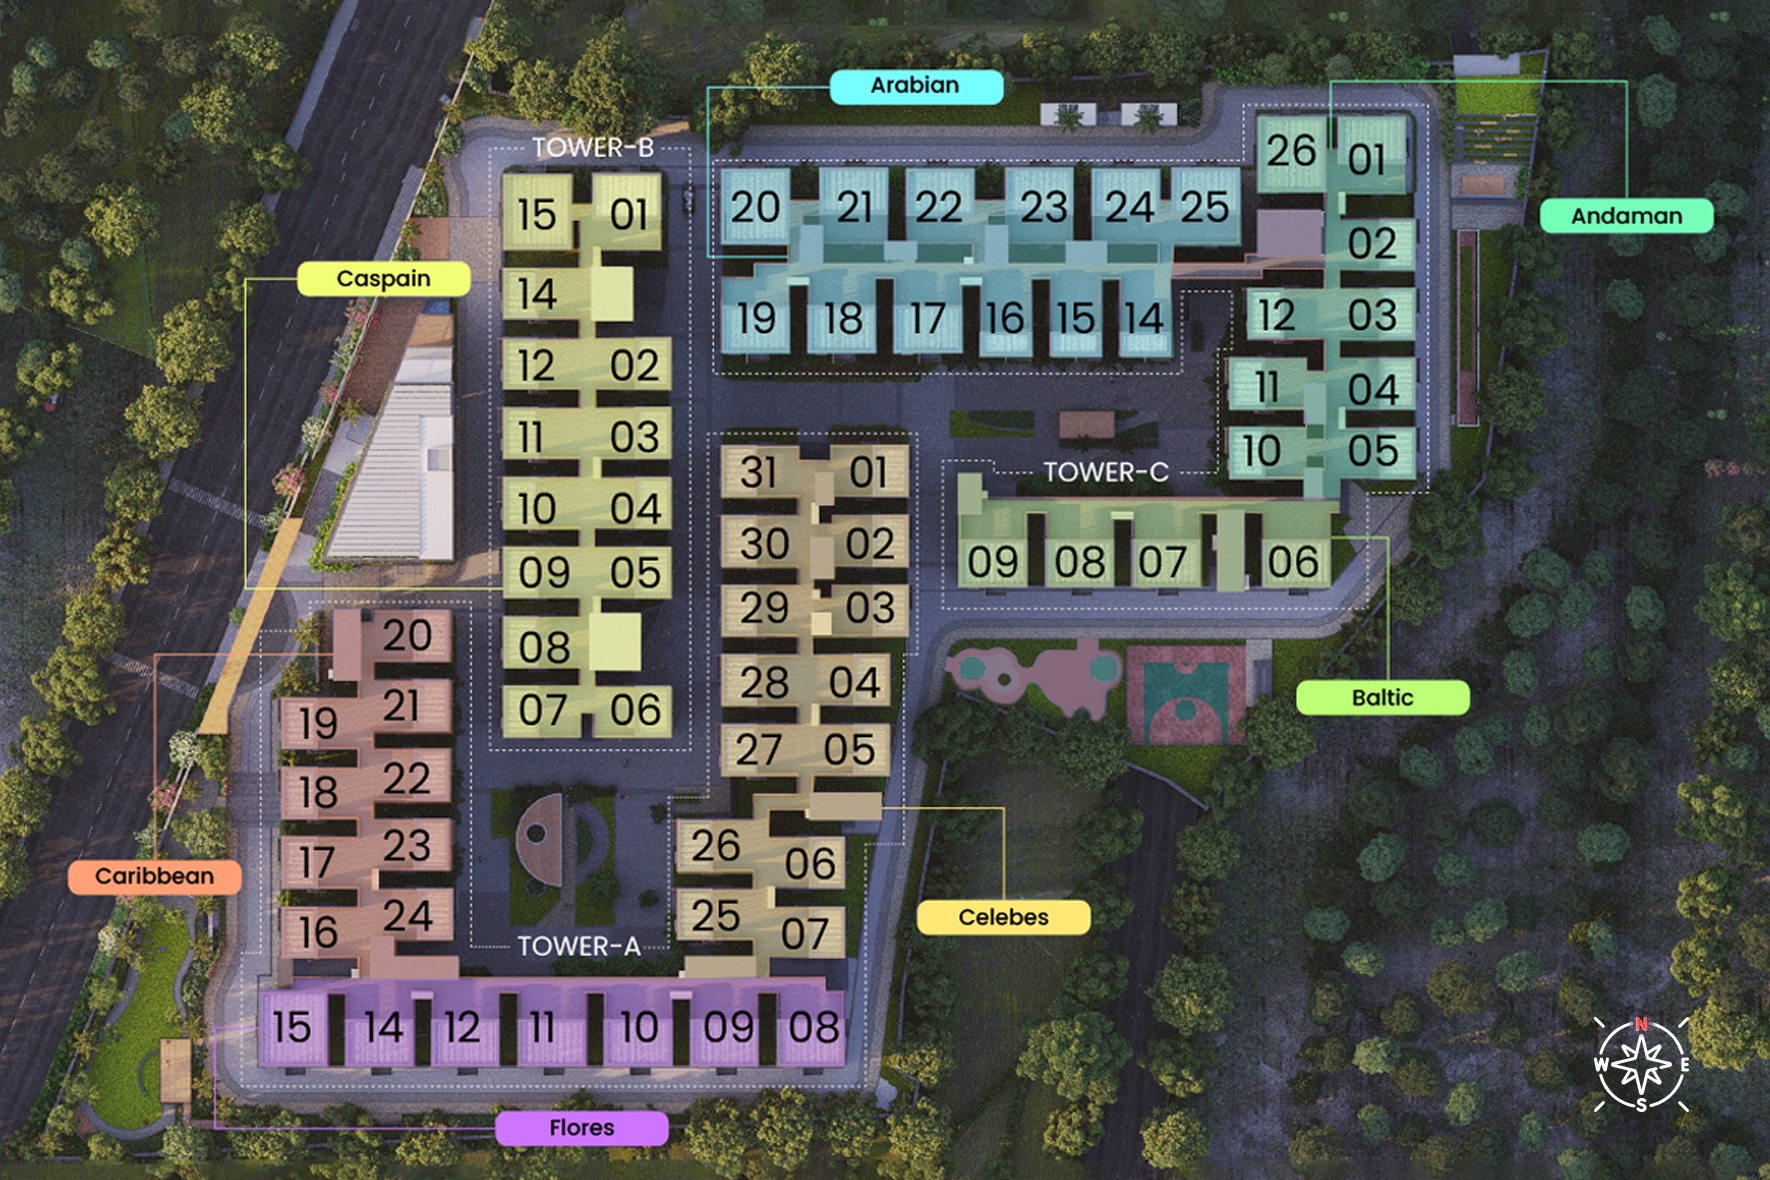 Arabian
TOWER-B
26 01
20 21 22 23 24 25
15 01
Andaman
02
Caspain
14
19 18 17 16 15 14
12 03
12 02
11 04
11 03
10 05
31 01
TOWER-C
10 04
30 02
09 08 07 06
09 05
29 03
20
08
28 04
Baltic
21
07 06
19
27 05
22
18
26 06
23
17
Caribbean
24
25 07
Celebes
16
TOWER-A
15 14 12 11 10 09 08
N
W E
S
Flores